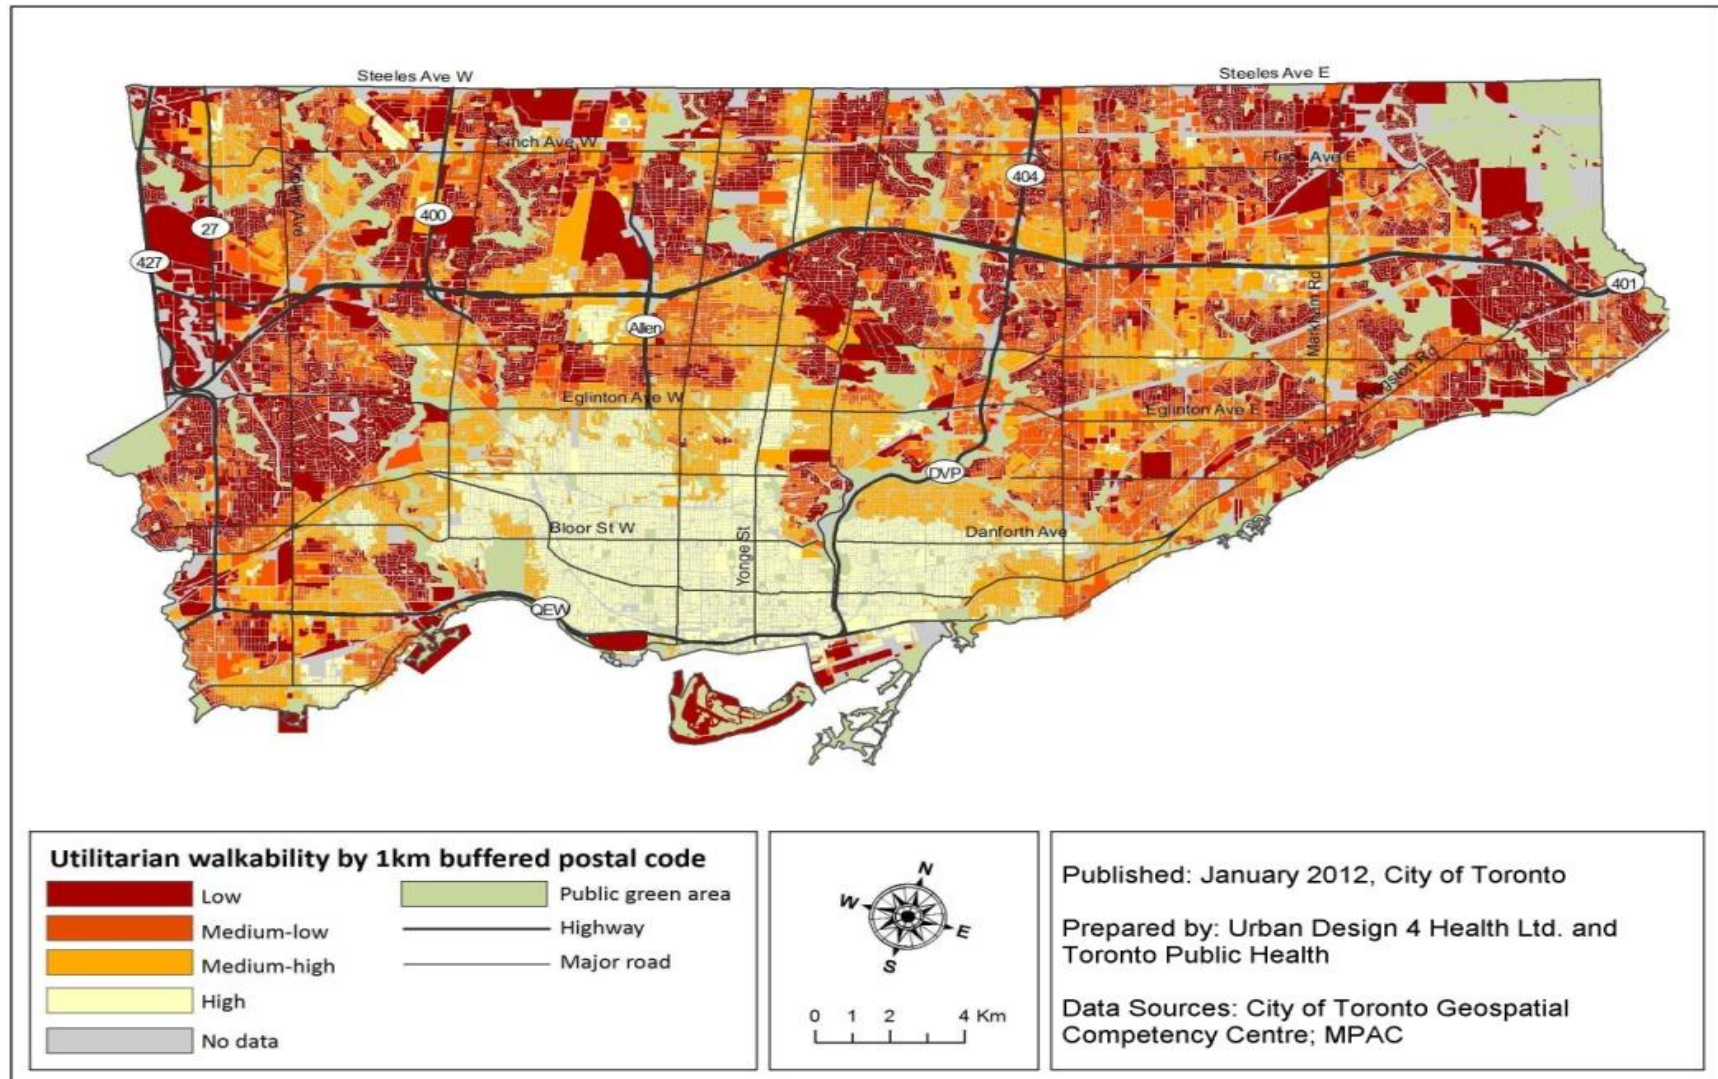 Steeles Ave W
Steeles Ave E
Finch Ave W
Finch Ave E
404
400
27
427
401
Markham Rd
Allen
Kingston Rd
Eglinton Ave W
Eglinton Ave E
DVP
Bloor St W
Yonge St
Danforth Ave
QEW
Utilitarian walkability by 1km buffered postal code
Low
Medium-low
Medium-high
High
No data
Public green area
Highway
Major road
N
W
E
S
0 1 2 4 Km
Published: January 2012, City of Toronto
Prepared by: Urban Design 4 Health Ltd. and
Toronto Public Health
Data Sources: City of Toronto Geospatial
Competency Centre; MPAC